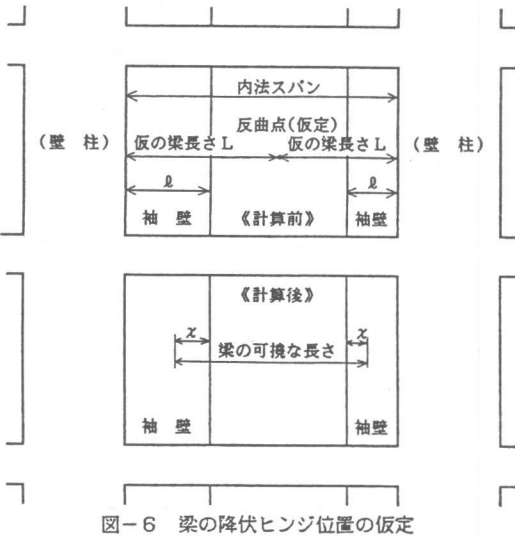 内法スパン
反曲点(仮定)
(壁 柱) 仮の梁長さL 仮の梁長さL (壁 柱)
ℓ ℓ
袖 壁 《計算前》 袖壁
《計算後》
χ χ
梁の可撓な長さ
袖 壁 袖壁
図-6 梁の降伏ヒンジ位置の仮定